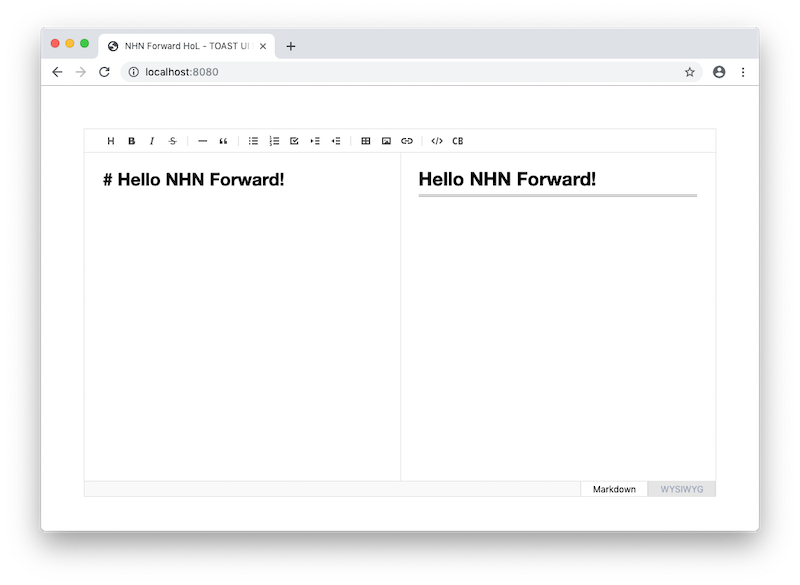 NHN Forward HoL - TOAST UI
localhost:8080
H B I S “ </> CB
# Hello NHN Forward!
Hello NHN Forward!
Markdown WYSIWYG